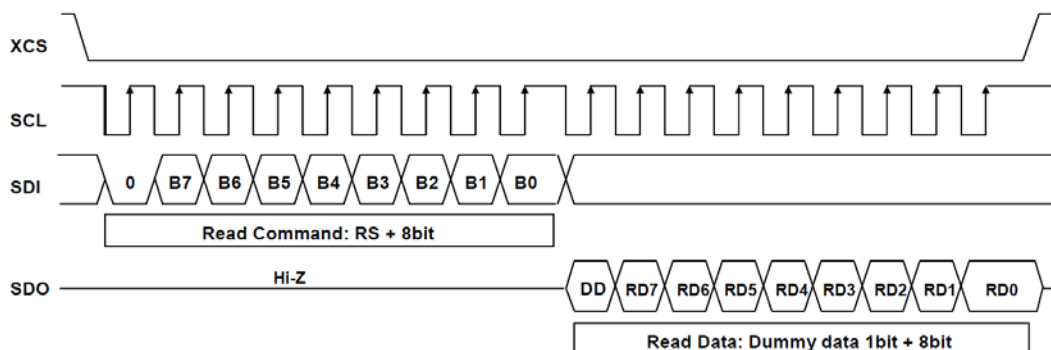 XCS
SCL
SDI 0 B7 B6 B5 B4 B3 B2 B1 B0
Read Command: RS + 8bit
Hi-Z
SDO DD RD7 RD6 RD5 RD4 RD3 RD2 RD1 RD0
Read Data: Dummy data 1bit + 8bit